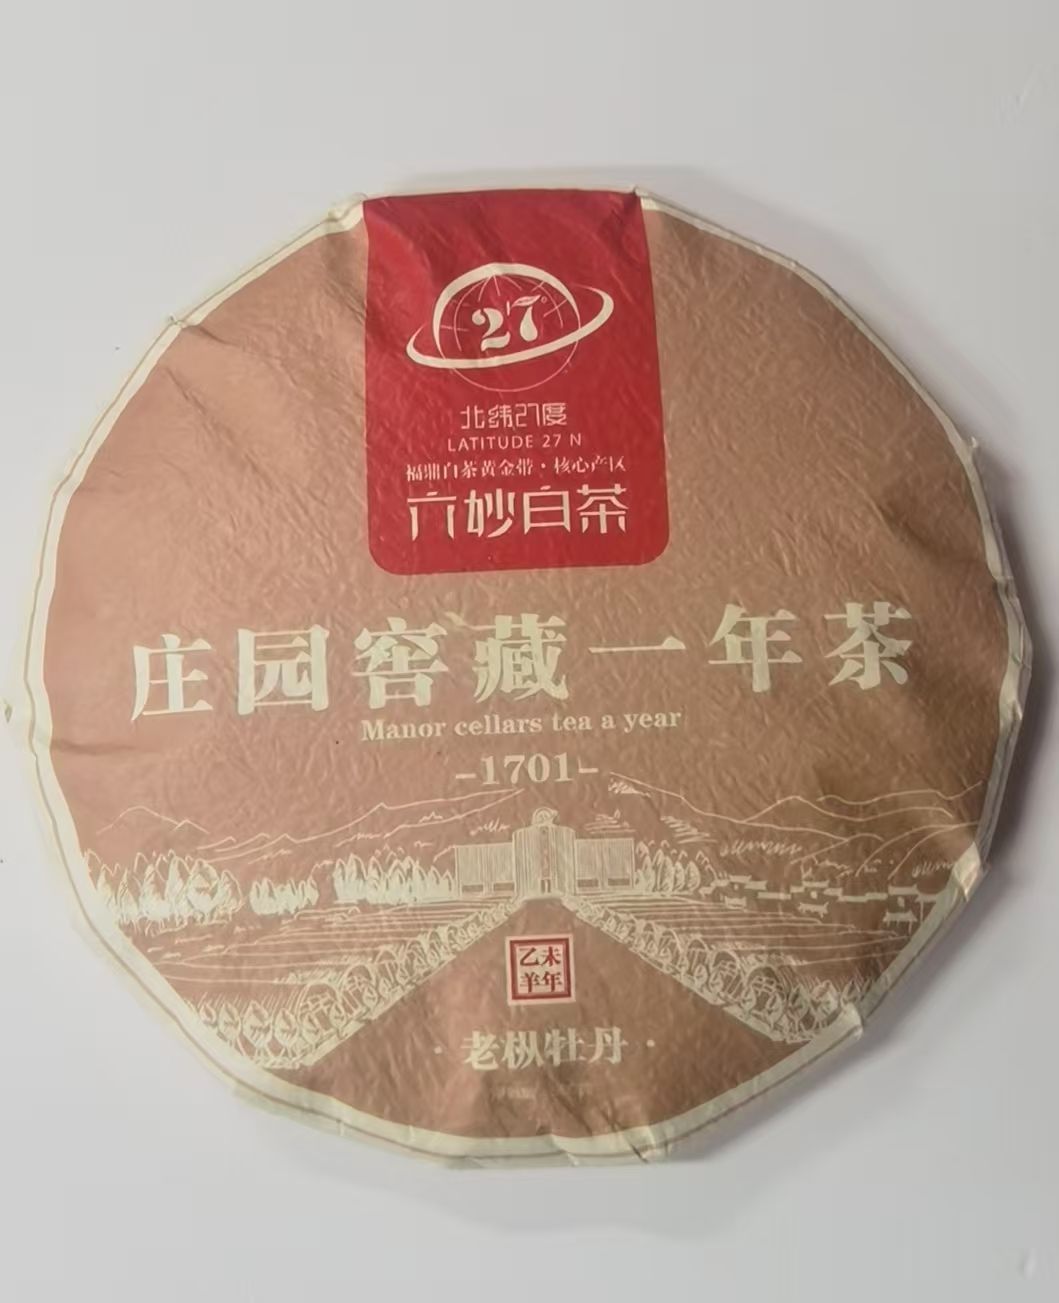 27°
北纬27度
LATITUDE 27 N
福鼎白茶黄金带·核心产区
六妙白茶
庄园窖藏一年茶
Manor cellars tea a year
-1701-
乙未
羊年
·老枞牡丹·